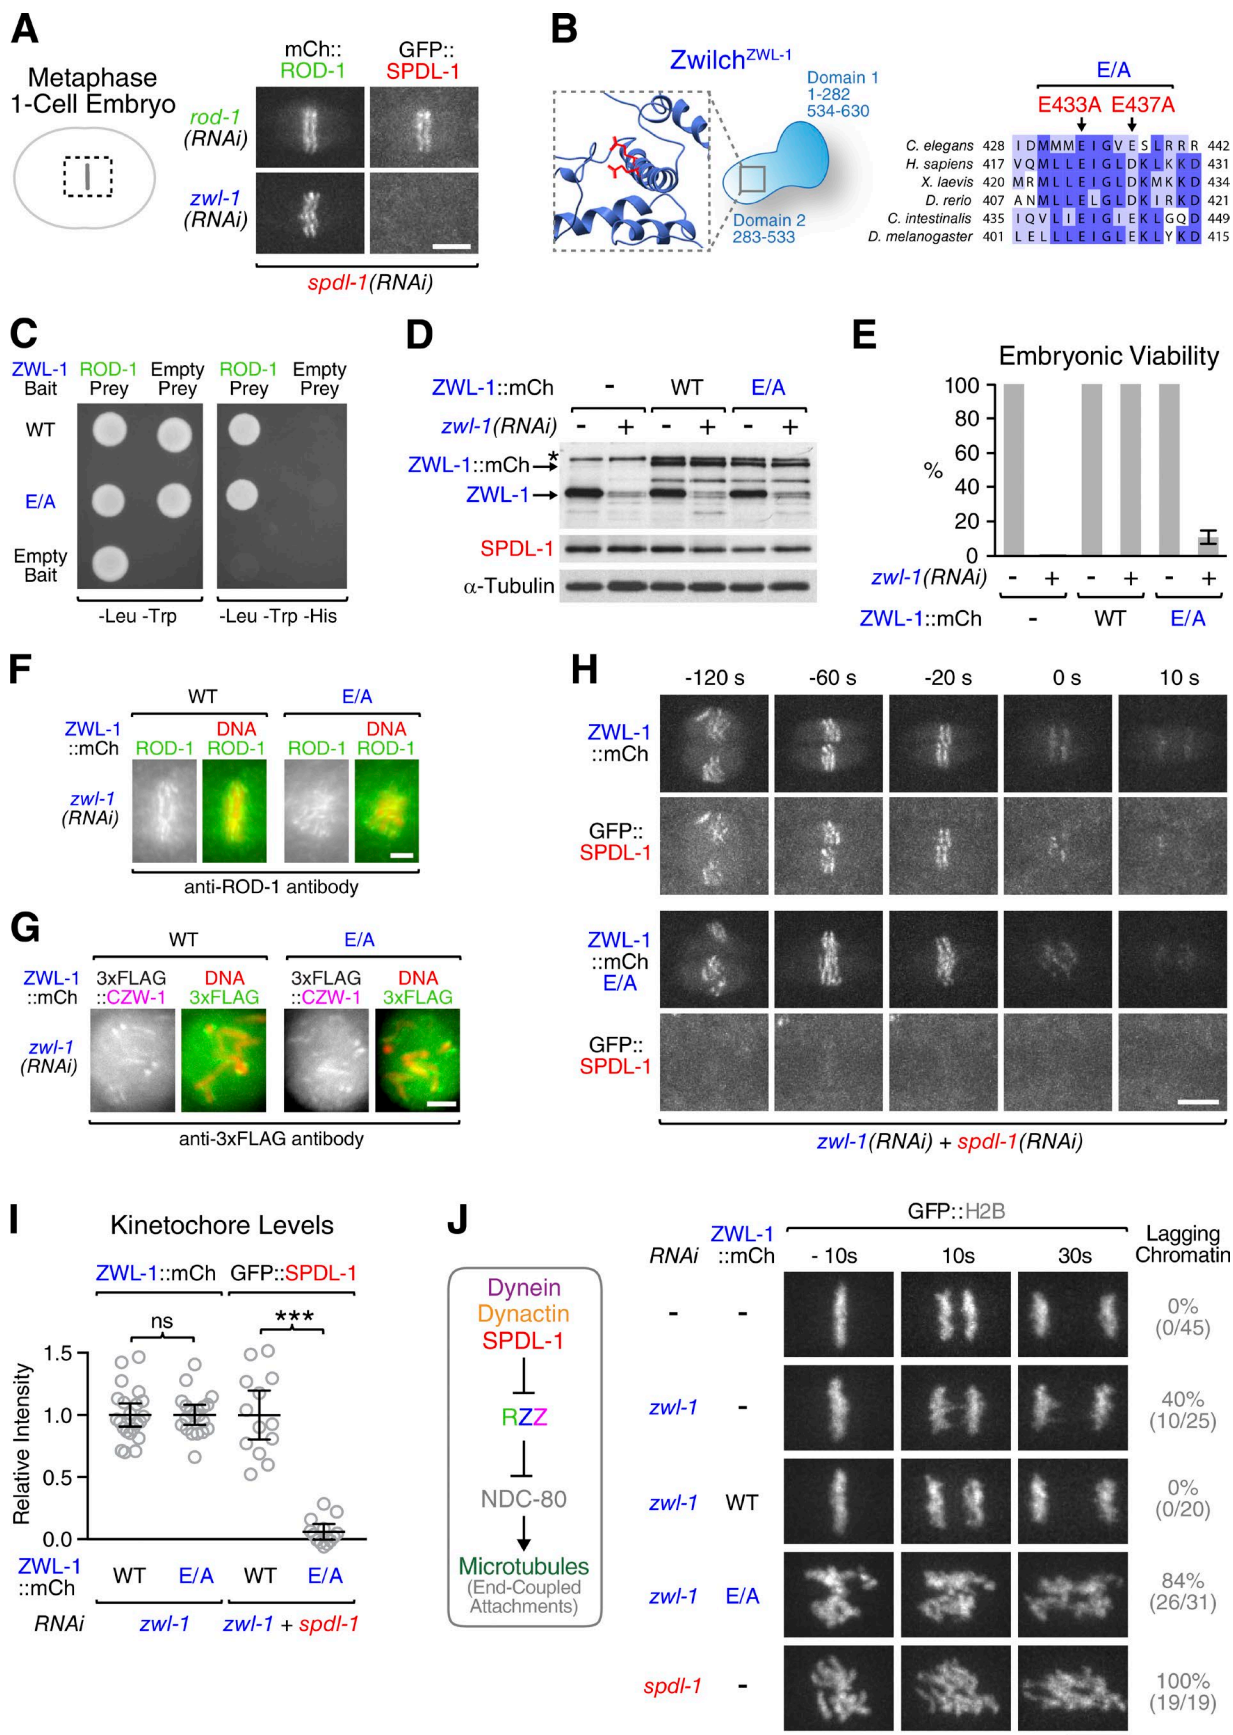 A
Metaphase
1-Cell Embryo
mCh::
ROD-1
GFP::
SPDL-1
rod-1
(RNAi)
zwl-1
(RNAi)
spdl-1(RNAi)
B
Zwilch ZWL-1
Domain 1
1-282
534-630
Domain 2
283-533
E/A
E433A E437A
C. elegans 428 I D M M M E I G V E S L R R R 442
H. sapiens 417 V Q M L L E I G L D K L K K D 431
X. laevis 420 M R M L L E I G L D K M K K D 434
D. rerio 407 A N M L L E L G L D K I R K D 421
C. intestinalis 435 I Q V L I E I G I E K L G Q D 449
D. melanogaster 401 L E L L L E I G L E K L Y K D 415
C
ZWL-1
Bait
ROD-1
Prey
Empty
Prey
ROD-1
Prey
Empty
Prey
WT
E/A
Empty
Bait
-Leu -Trp
-Leu -Trp -His
D
ZWL-1::mCh - WT E/A
zwl-1(RNAi) - + - + - +
*
ZWL-1::mCh
ZWL-1
SPDL-1
α-Tubulin
E
Embryonic Viability
100
80
60
40
20
0
%
zwl-1(RNAi) - + - + - +
ZWL-1::mCh - WT E/A
F
WT E/A
ZWL-1
::mCh
ROD-1
DNA
ROD-1
ROD-1
DNA
ROD-1
zwl-1
(RNAi)
anti-ROD-1 antibody
G
WT E/A
ZWL-1
::mCh
3xFLAG
::CZW-1
DNA
3xFLAG
3xFLAG
::CZW-1
DNA
3xFLAG
zwl-1
(RNAi)
anti-3xFLAG antibody
H
-120 s -60 s -20 s 0 s 10 s
ZWL-1
::mCh
GFP::
SPDL-1
ZWL-1
::mCh
E/A
GFP::
SPDL-1
zwl-1(RNAi) + spdl-1(RNAi)
I
Kinetochore Levels
ZWL-1::mCh GFP::SPDL-1
ns ***
Relative Intensity
1.5
1.0
0.5
0.0
ZWL-1
::mCh
WT E/A WT E/A
RNAi zwl-1 zwl-1 + spdl-1
J
Dynein
Dynactin
SPDL-1
RZZ
NDC-80
Microtubules
(End-Coupled
Attachments)
GFP::H2B
RNAi
ZWL-1
::mCh
- 10s 10s 30s
Lagging
Chromatin
- - 0%
(0/45)
zwl-1 - 40%
(10/25)
zwl-1 WT 0%
(0/20)
zwl-1 E/A 84%
(26/31)
spdl-1 - 100%
(19/19)